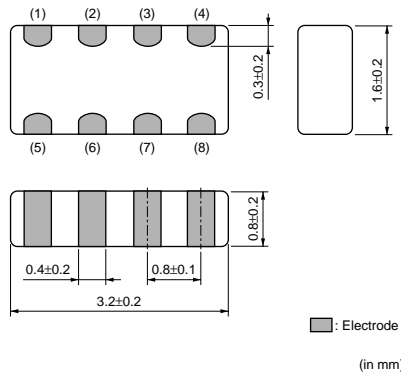 (1) (2) (3) (4)
0.3±0.2
1.6±0.2
(5) (6) (7) (8)
0.8±0.2
0.4±0.2 0.8±0.1
3.2±0.2
: Electrode
(in mm)